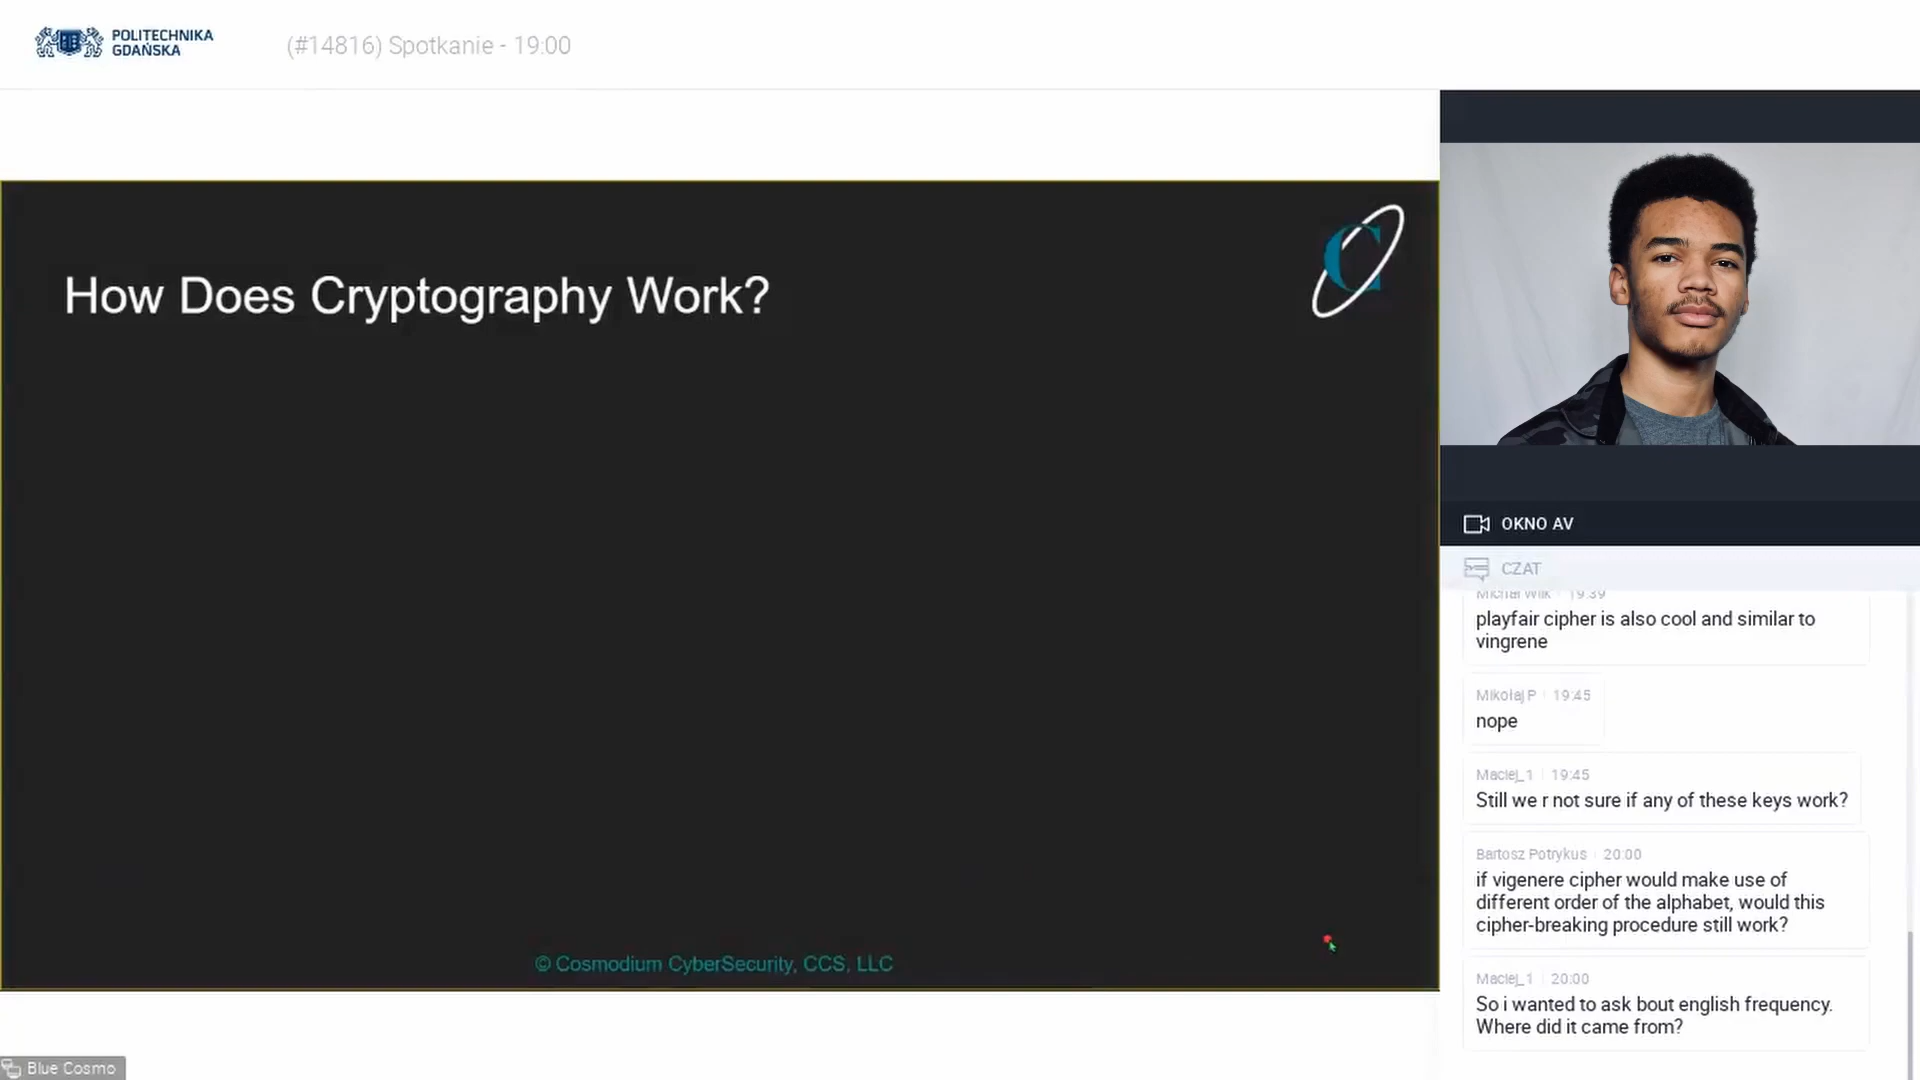 POLITECHNIKA
GDAŃSKA
(#14816) Spotkanie - 19:00
How Does Cryptography Work?
© Cosmodium CyberSecurity, CCS, LLC
Blue Cosmo
OKNO AV
CZAT
Michał Wilk 19:39
playfair cipher is also cool and similar to
vingrene
Mikołaj P 19:45
nope
Maciej_1 19:45
Still we r not sure if any of these keys work?
Bartosz Potrykus 20:00
if vigenere cipher would make use of
different order of the alphabet, would this
cipher-breaking procedure still work?
Maciej_1 20:00
So i wanted to ask bout english frequency.
Where did it came from?